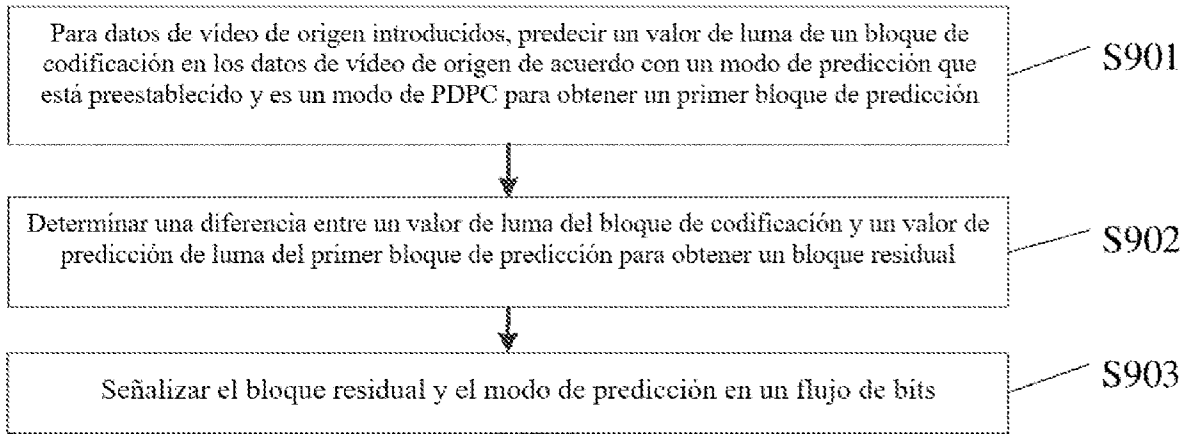 Para datos de vídeo de origen introducidos, predecir un valor de luma de un bloque de
codificación en los datos de vídeo de origen de acuerdo con un modo de predicción que
está preestablecido y es un modo de PDPC para obtener un primer bloque de predicción
S901
Determinar una diferencia entre un valor de luma del bloque de codificación y un valor de
predicción de luma del primer bloque de predicción para obtener un bloque residual
S902
Señalizar el bloque residual y el modo de predicción en un flujo de bits
S903